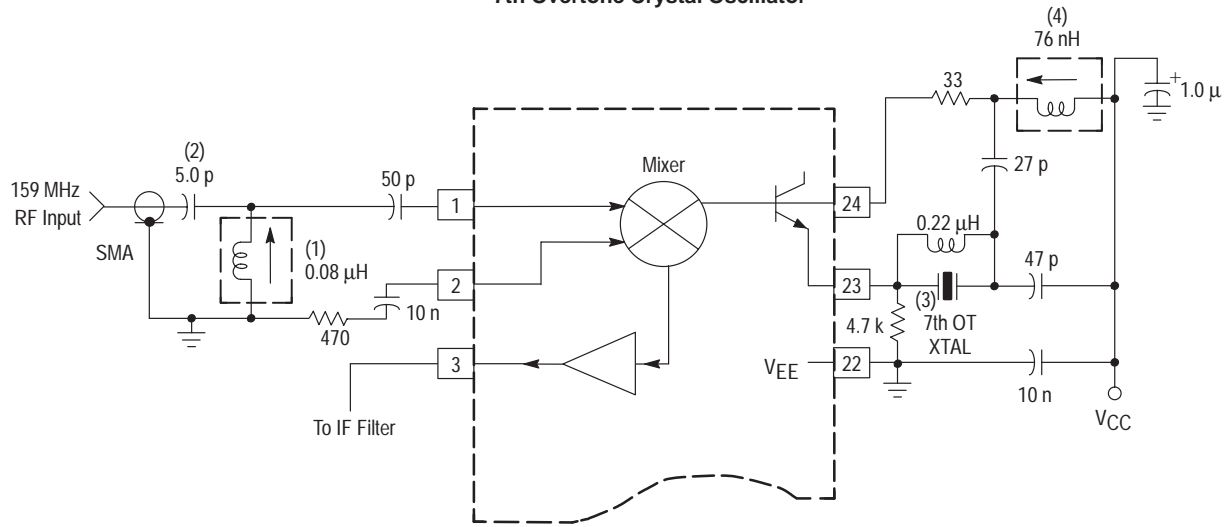 7th Overtone Crystal Oscillator
(4)
76 nH
33
+
1.0 µ
(2)
5.0 p
50 p
Mixer
27 p
159 MHz
RF Input
SMA
1
24
(1)
0.08 µH
0.22 µH
47 p
2
10 n
23
470
4.7 k
(3)
7th OT
XTAL
3
VEE
22
10 n
VCC
To IF Filter